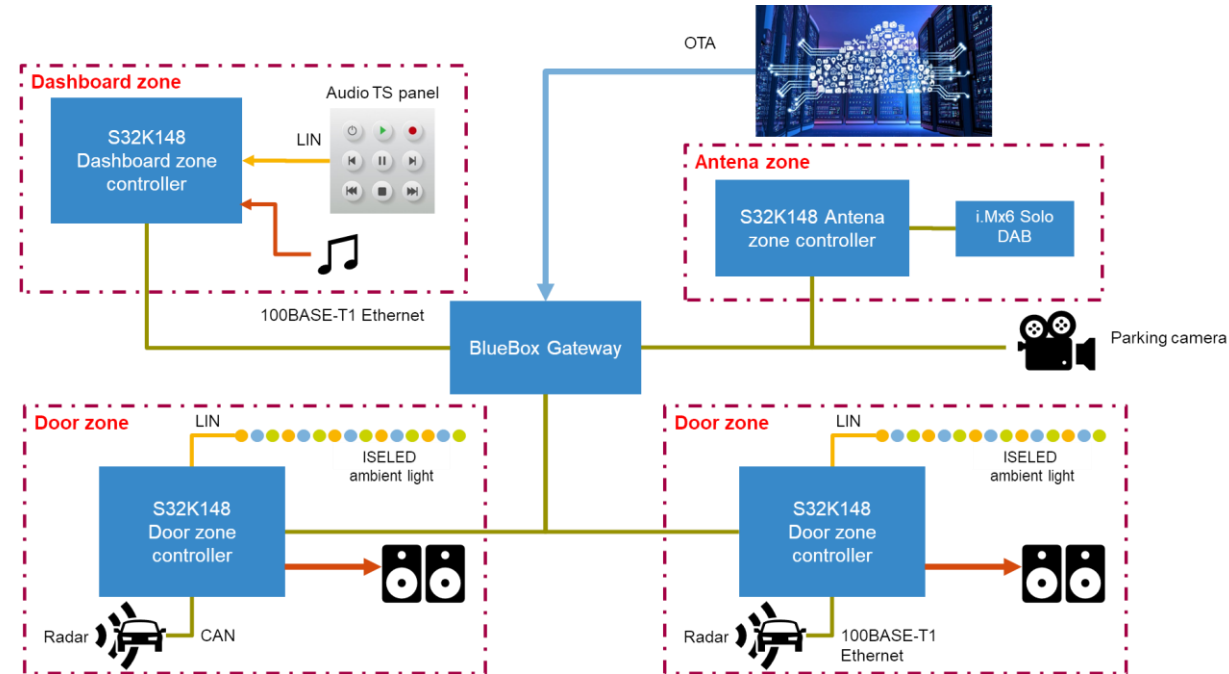 OTA
Dashboard zone
Audio TS panel
S32K148
Dashboard zone
controller
LIN
Antena zone
S32K148 Antena
zone controller
i.Mx6 Solo
DAB
100BASE-T1 Ethernet
BlueBox Gateway
Parking camera
Door zone
LIN
ISELED
ambient light
S32K148
Door zone
controller
Radar
CAN
Door zone
LIN
ISELED
ambient light
S32K148
Door zone
controller
Radar
100BASE-T1
Ethernet